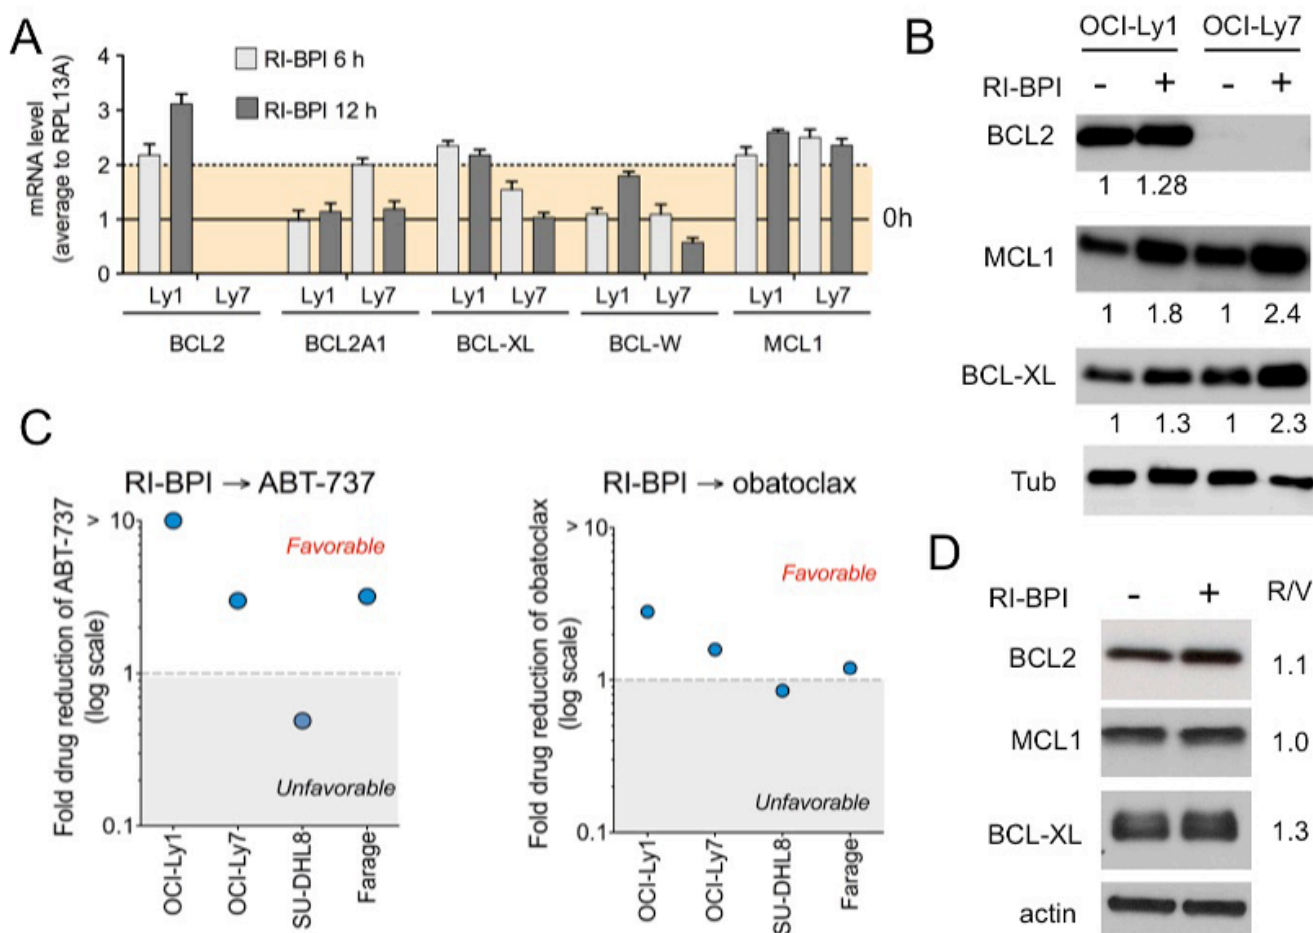 A
mRNA level
(average to RPL13A)
4
3
2
1
0
RI-BPI 6 h
RI-BPI 12 h
0h
Ly1 Ly7 Ly1 Ly7 Ly1 Ly7 Ly1 Ly7 Ly1 Ly7
BCL2 BCL2A1 BCL-XL BCL-W MCL1
B
OCI-Ly1 OCI-Ly7
RI-BPI - + - +
BCL2
1 1.28
MCL1
1 1.8 1 2.4
BCL-XL
1 1.3 1 2.3
Tub
C
RI-BPI → ABT-737
Fold drug reduction of ABT-737
(log scale)
> 10
1
0.1
Favorable
Unfavorable
OCI-Ly1
OCI-Ly7
SU-DHL8
Farage
RI-BPI → obatoclax
Fold drug reduction of obatoclax
(log scale)
> 10
1
0.1
Favorable
Unfavorable
OCI-Ly1
OCI-Ly7
SU-DHL8
Farage
D
RI-BPI - + R/V
BCL2 1.1
MCL1 1.0
BCL-XL 1.3
actin